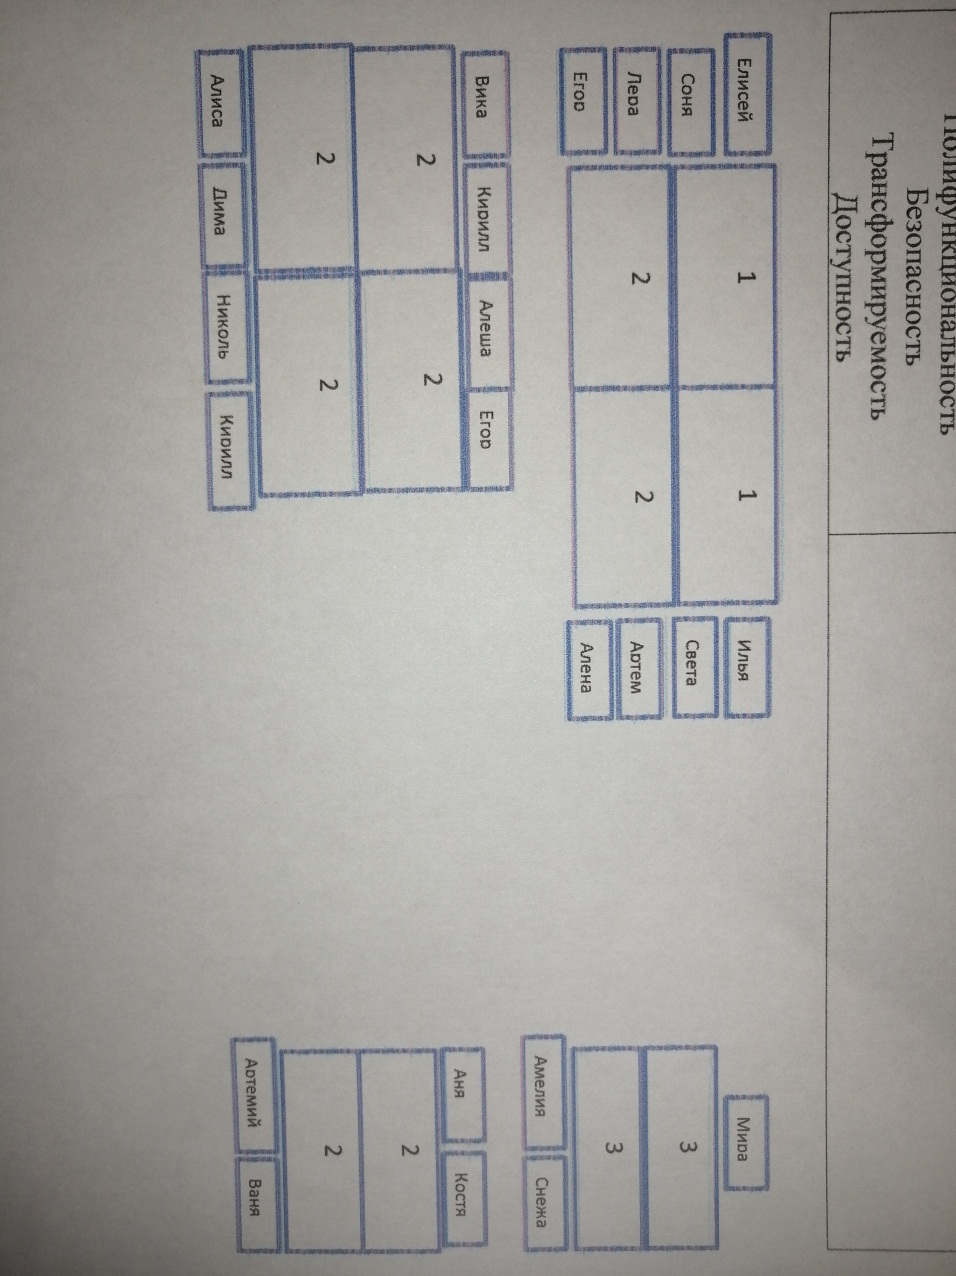 Полифункциональность
Безопасность
Трансформируемость
Доступность
Елисей 1 1 Илья Мира
Соня Света 3
Лера 2 2 Артем 3
Егор Алена Амелия Снежа
Вика Кирилл Алеша Егор Аня Костя
2 2 2
2 2 2
Алиса Дима Николь Кирилл Артемий Ваня